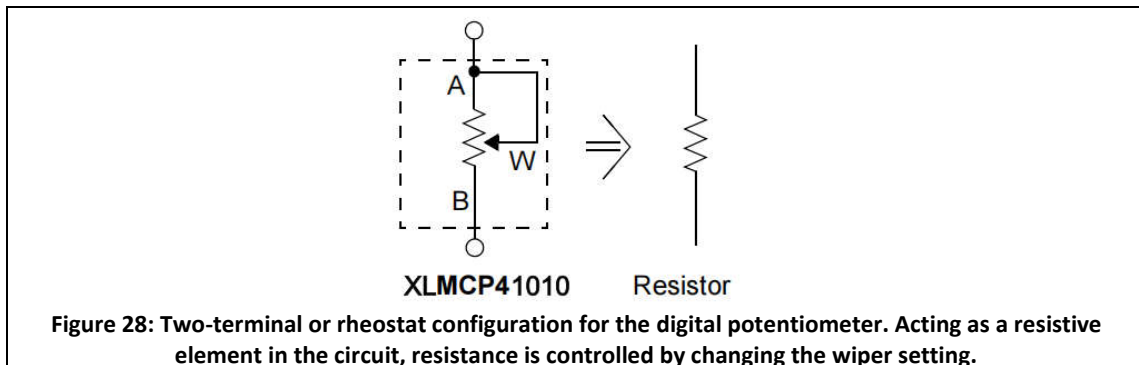 A
W
B
XLMCP41010 Resistor
Figure 28: Two-terminal or rheostat configuration for the digital potentiometer. Acting as a resistive
element in the circuit, resistance is controlled by changing the wiper setting.